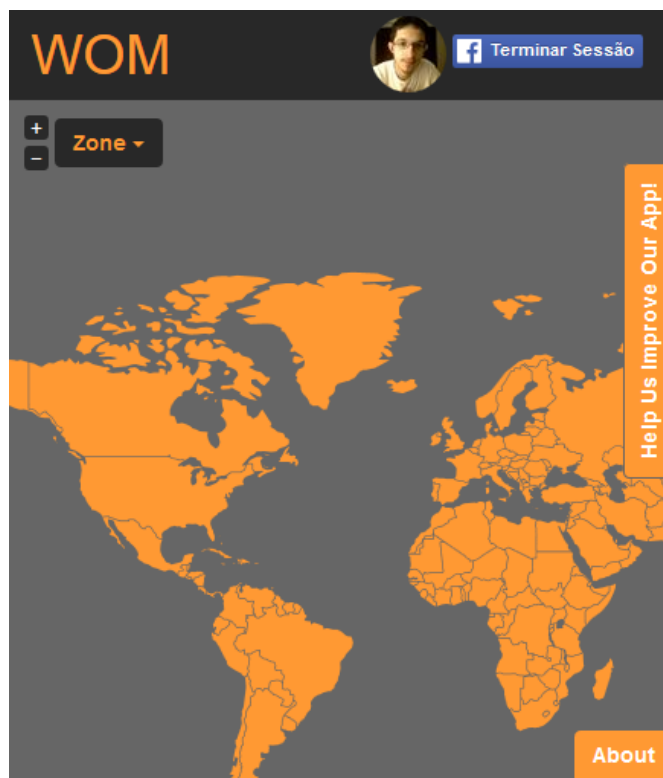 WOM
Terminar Sessão
+
Zone
−
Help Us Improve Our App!
About